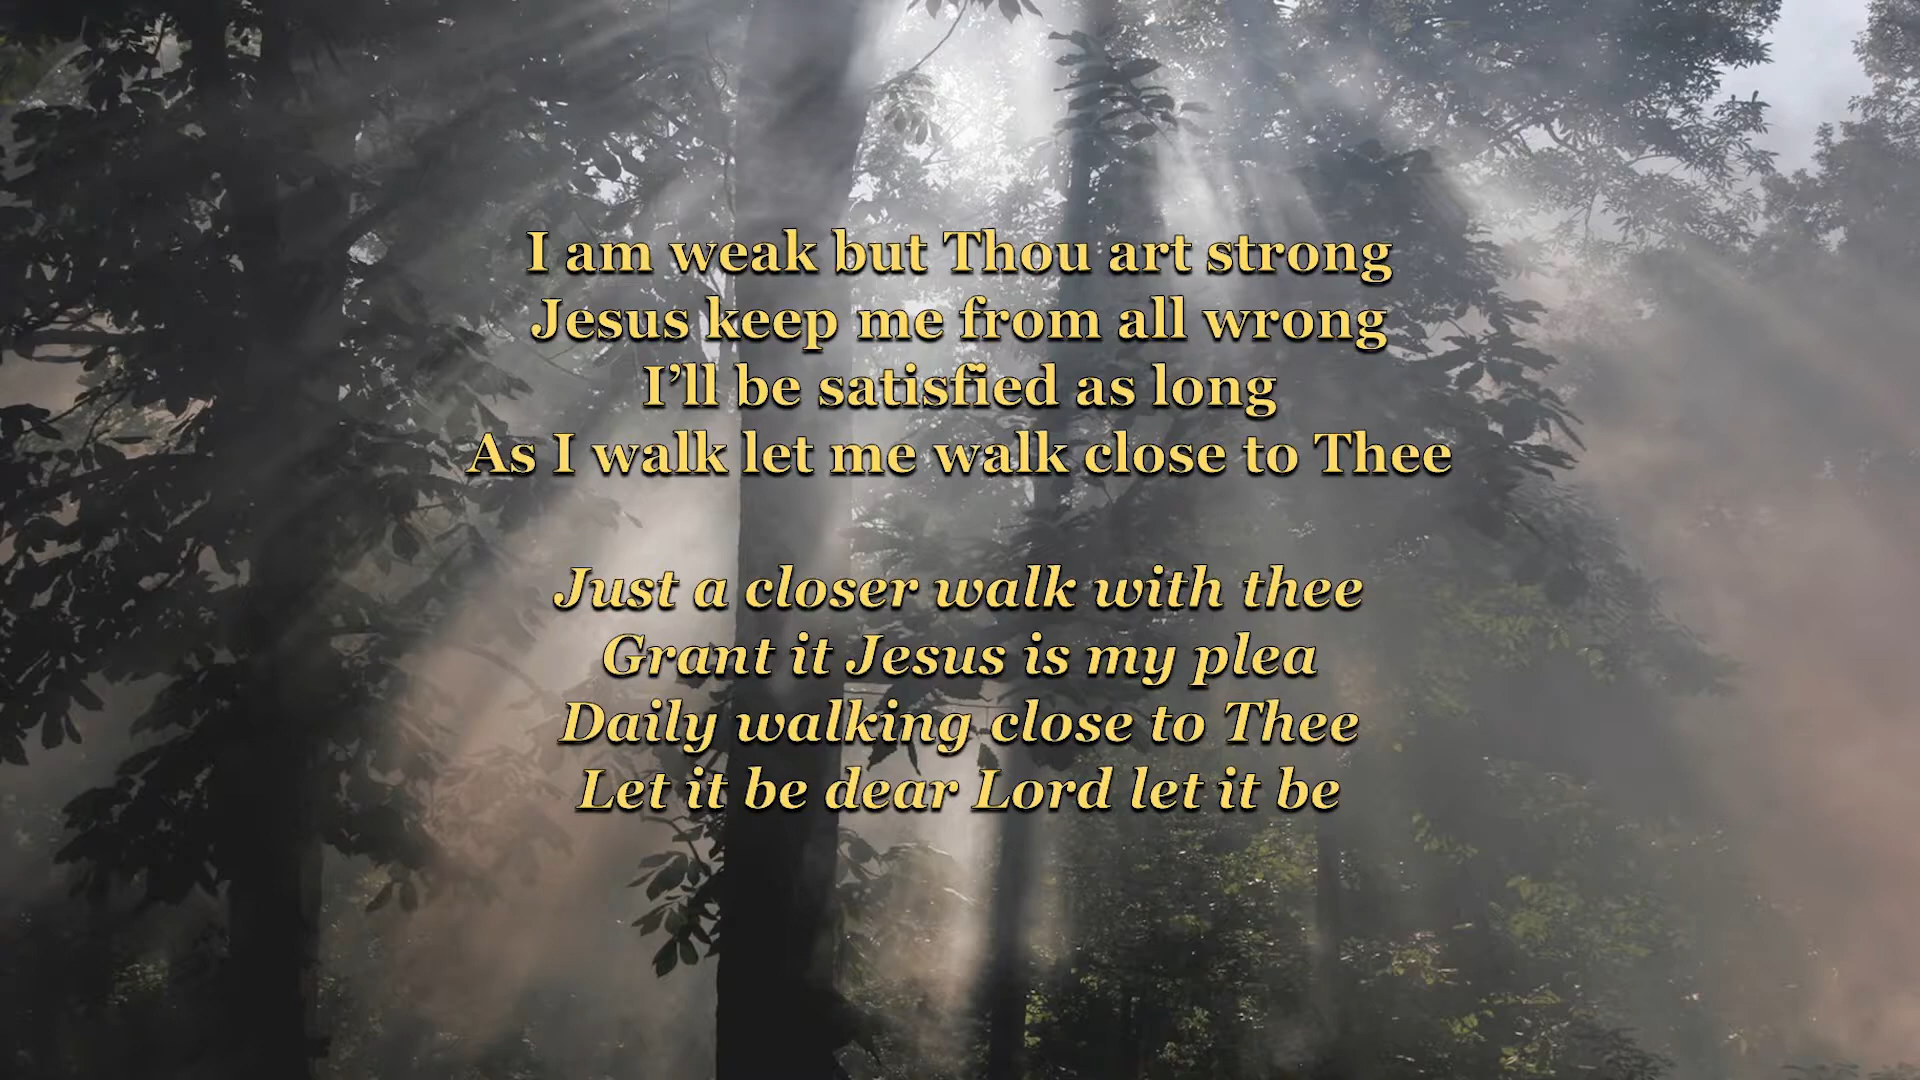 I am weak but Thou art strong
Jesus keep me from all wrong
I’ll be satisfied as long
As I walk let me walk close to Thee
Just a closer walk with thee
Grant it Jesus is my plea
Daily walking close to Thee
Let it be dear Lord let it be